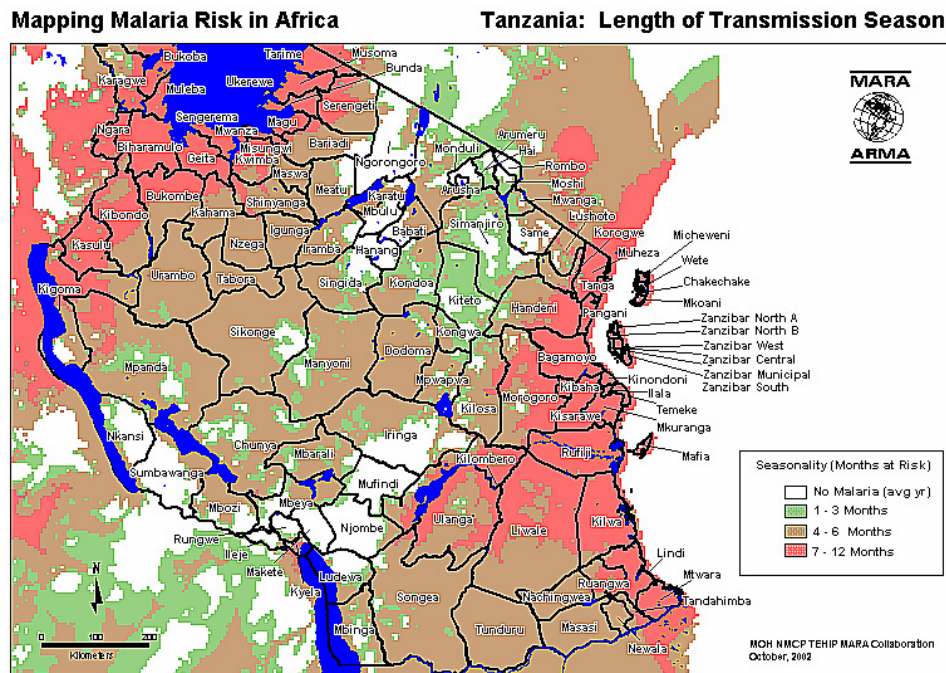 Mapping Malaria Risk in Africa
Tanzania: Length of Transmission Season
MARA
ARMA
Bukoba
Tarime
Musoma
Karagwe
Bunda
Muleba
Ukerewe
Serengeti
Sengerema
Magu
Ngara
Mwanza
Arumeru
Biharamulo
Misungwi
Bariadi
Monduli
Hai
Geita
Kwimba
Ngorongoro
Rombo
Maswa
Moshi
Bukombe
Meatu
Karatu
Arusha
Mwanga
Kibondo
Kahama
Shinyanga
Mbulu
Lushoto
Igunga
Simanjiro
Same
Korogwe
Kasulu
Nzega
Iramba
Babati
Hanang
Muheza
Micheweni
Wete
Urambo
Tabora
Singida
Kondoa
Tanga
Chakechake
Kigoma
Kiteto
Handeni
Mkoani
Pangani
Zanzibar North A
Sikonge
Kongwa
Zanzibar North B
Dodoma
Bagamoyo
Zanzibar West
Manyoni
Zanzibar Central
Mpanda
Kinondoni
Zanzibar Municipal
Mpwapwa
Kibaha
Zanzibar South
Ilala
Morogoro
Kilosa
Kisarawe
Temeke
Nkansi
Iringa
Mkuranga
Chunya
Mbarali
Kilombero
Rufiji
Mafia
Sumbawanga
Mufindi
Mbozi
Mbeya
Njombe
Ulanga
Liwale
Kilwa
Rungwe
Ileje
Lindi
Makete
Ludewa
Ruangwa
Mtwara
Kyela
Songea
Nachingwea
Tandahimba
Mbinga
Tunduru
Masasi
Newala
Seasonality (Months at Risk)
No Malaria (avg yr)
1 - 3 Months
4 - 6 Months
7 - 12 Months
N
0 100 200
Kilometers
MOH NMCP TEHIP MARA Collaboration
October, 2002